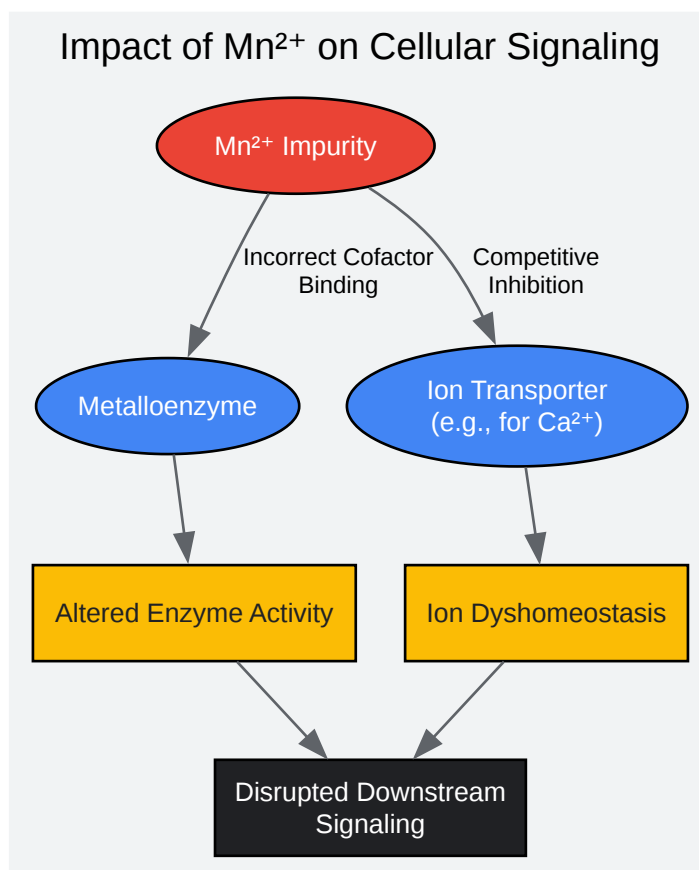 Impact of Mn²⁺ on Cellular Signaling
Mn²⁺ Impurity
Incorrect Cofactor
Binding
Competitive
Inhibition
Metalloenzyme
Ion Transporter
(e.g., for Ca²⁺)
Altered Enzyme Activity
Ion Dyshomeostasis
Disrupted Downstream
Signaling